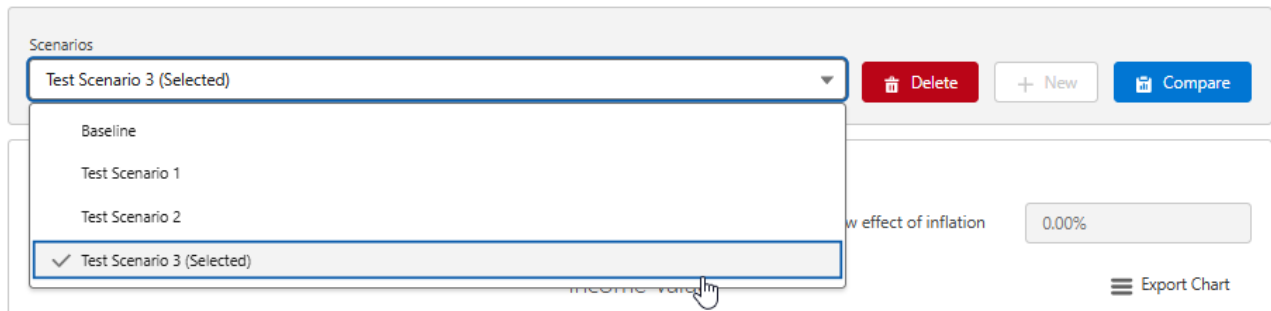 Scenarios
Test Scenario 3 (Selected)
Delete
New
Compare
Baseline
Test Scenario 1
Test Scenario 2
Test Scenario 3 (Selected)
effect of inflation
0.00%
Export Chart